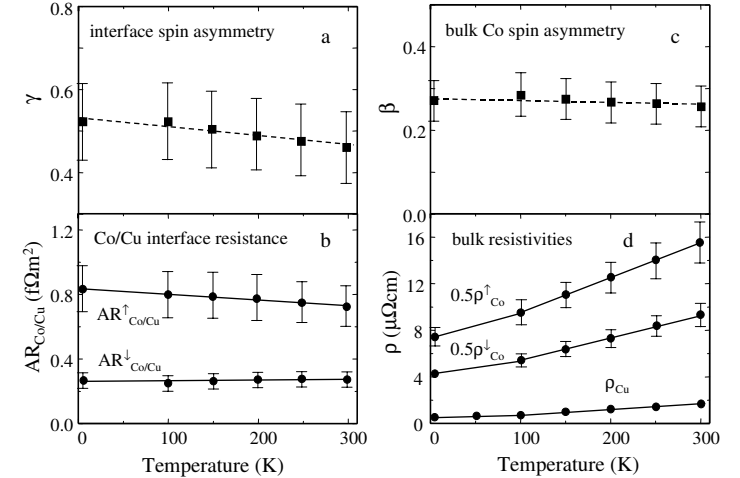 interface spin asymmetry a
0.8
0.6
0.4
γ
bulk Co spin asymmetry c
0.4
0.2
0.0
β
Co/Cu interface resistance b
1.2
0.8
0.4
0.0
AR Co/Cu (fΩm²)
AR↑Co/Cu
AR↓Co/Cu
0 100 200 300
Temperature (K)
bulk resistivities d
16
12
8
4
0
ρ (μΩcm)
0.5ρ↑Co
0.5ρ↓Co
ρCu
0 100 200 300
Temperature (K)